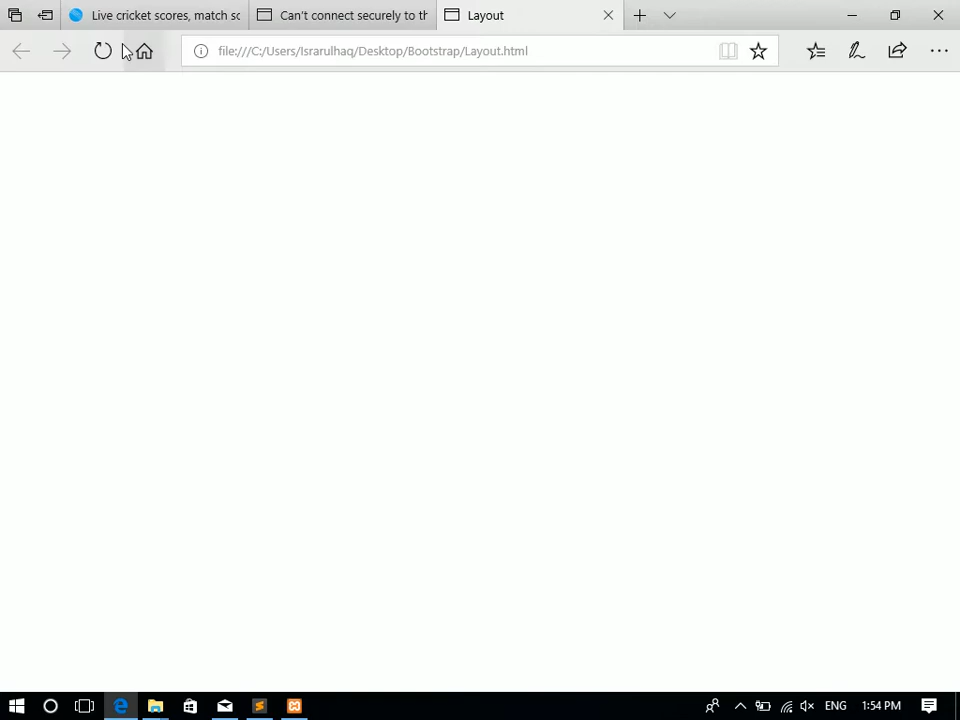 Live cricket scores, match sc
Can't connect securely to th
Layout
file:///C:/Users/Israrulhaq/Desktop/Bootstrap/Layout.html
ENG
1:54 PM